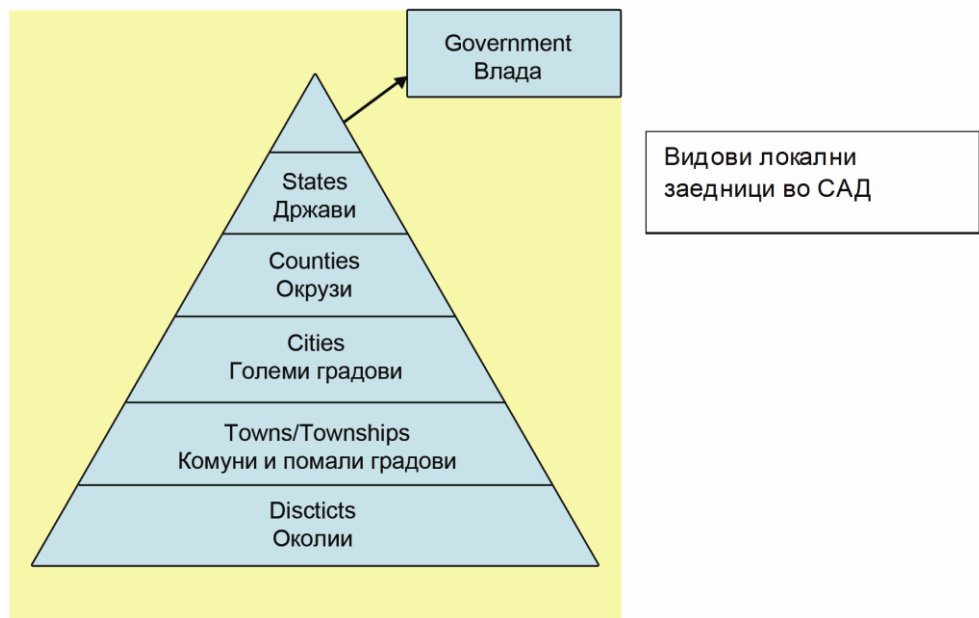 Government
Влада
Видови локални
заедници во САД
States
Држави
Counties
Окрузи
Cities
Големи градови
Towns/Townships
Комуни и помали градови
Discticts
Околии